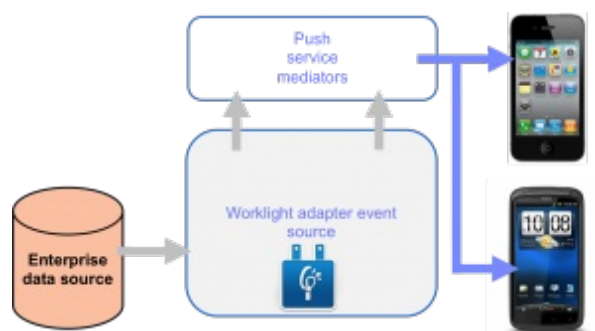 Push
service
mediators
Worklight adapter event
source
Enterprise
data source
10 08